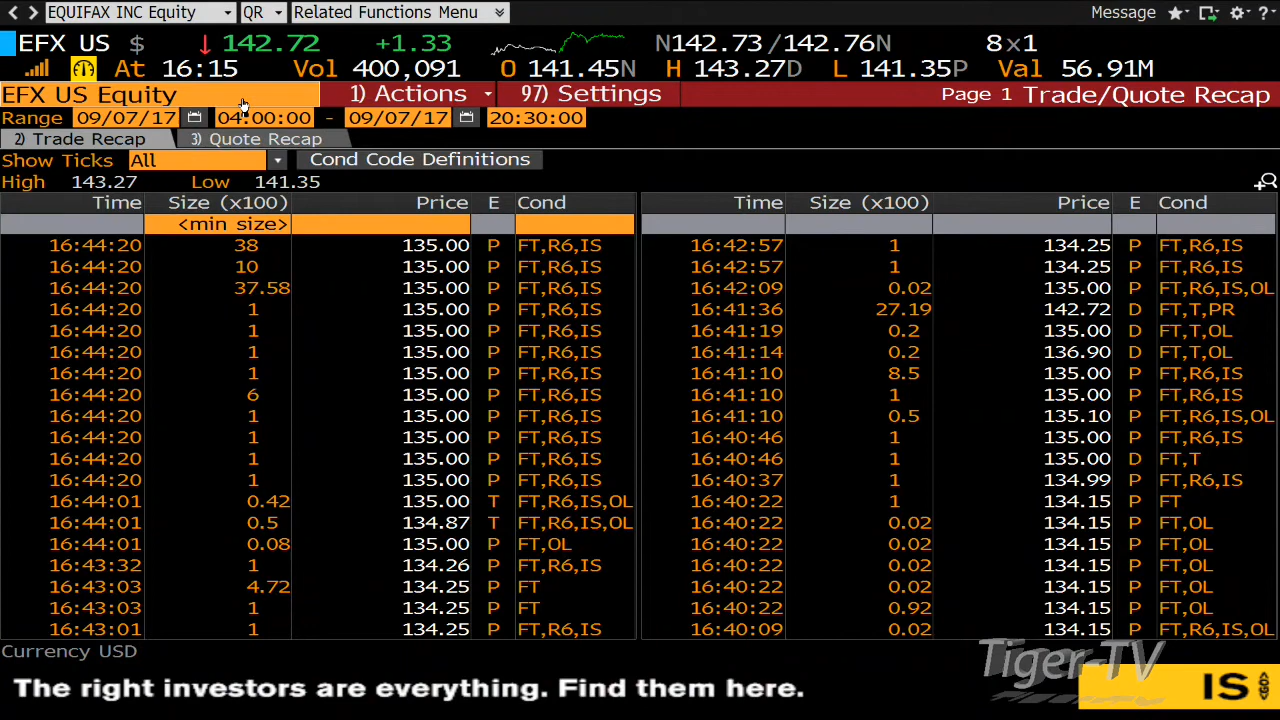 EQUIFAX INC Equity QR Related Functions Menu Message
EFX US $ ↓ 142.72 +1.33 N142.73/142.76N 8x1
At 16:15 Vol 400,091 O 141.45N H 143.27D L 141.35P Val 56.91M
EFX US Equity 1) Actions 97) Settings Page 1 Trade/Quote Recap
Range 09/07/17 04:00:00 - 09/07/17 20:30:00
2) Trade Recap 3) Quote Recap
Show Ticks All Cond Code Definitions
High 143.27 Low 141.35
Time Size (x100) Price E Cond Time Size (x100) Price E Cond
<min size>
16:44:20 38 135.00 P FT,R6,IS 16:42:57 1 134.25 P FT,R6,IS
16:44:20 10 135.00 P FT,R6,IS 16:42:57 1 134.25 P FT,R6,IS
16:44:20 37.58 135.00 P FT,R6,IS 16:42:09 0.02 135.00 P FT,R6,IS,OL
16:44:20 1 135.00 P FT,R6,IS 16:41:36 27.19 142.72 D FT,T,PR
16:44:20 1 135.00 P FT,R6,IS 16:41:19 0.2 135.00 D FT,T,OL
16:44:20 1 135.00 P FT,R6,IS 16:41:14 0.2 136.90 D FT,T,OL
16:44:20 1 135.00 P FT,R6,IS 16:41:10 8.5 135.00 P FT,R6,IS
16:44:20 6 135.00 P FT,R6,IS 16:41:10 1 135.00 P FT,R6,IS
16:44:20 1 135.00 P FT,R6,IS 16:41:10 0.5 135.10 P FT,R6,IS,OL
16:44:20 1 135.00 P FT,R6,IS 16:40:46 1 135.00 P FT,R6,IS
16:44:20 1 135.00 P FT,R6,IS 16:40:46 1 135.00 D FT,T
16:44:20 1 135.00 P FT,R6,IS 16:40:37 1 134.99 P FT,R6,IS
16:44:01 0.42 135.00 T FT,R6,IS,OL 16:40:22 1 134.15 P FT
16:44:01 0.5 134.87 T FT,R6,IS,OL 16:40:22 0.02 134.15 P FT,OL
16:44:01 0.08 135.00 P FT,OL 16:40:22 0.02 134.15 P FT,OL
16:43:32 1 134.26 P FT,R6,IS 16:40:22 0.02 134.15 P FT,OL
16:43:03 4.72 134.25 P FT 16:40:22 0.02 134.15 P FT,OL
16:43:03 1 134.25 P FT 16:40:22 0.92 134.15 P FT,OL
16:43:01 1 134.25 P FT,R6,IS 16:40:09 0.02 134.15 P FT,R6,IS,OL
Currency USD
Tiger-TV
The right investors are everything. Find them here. IS